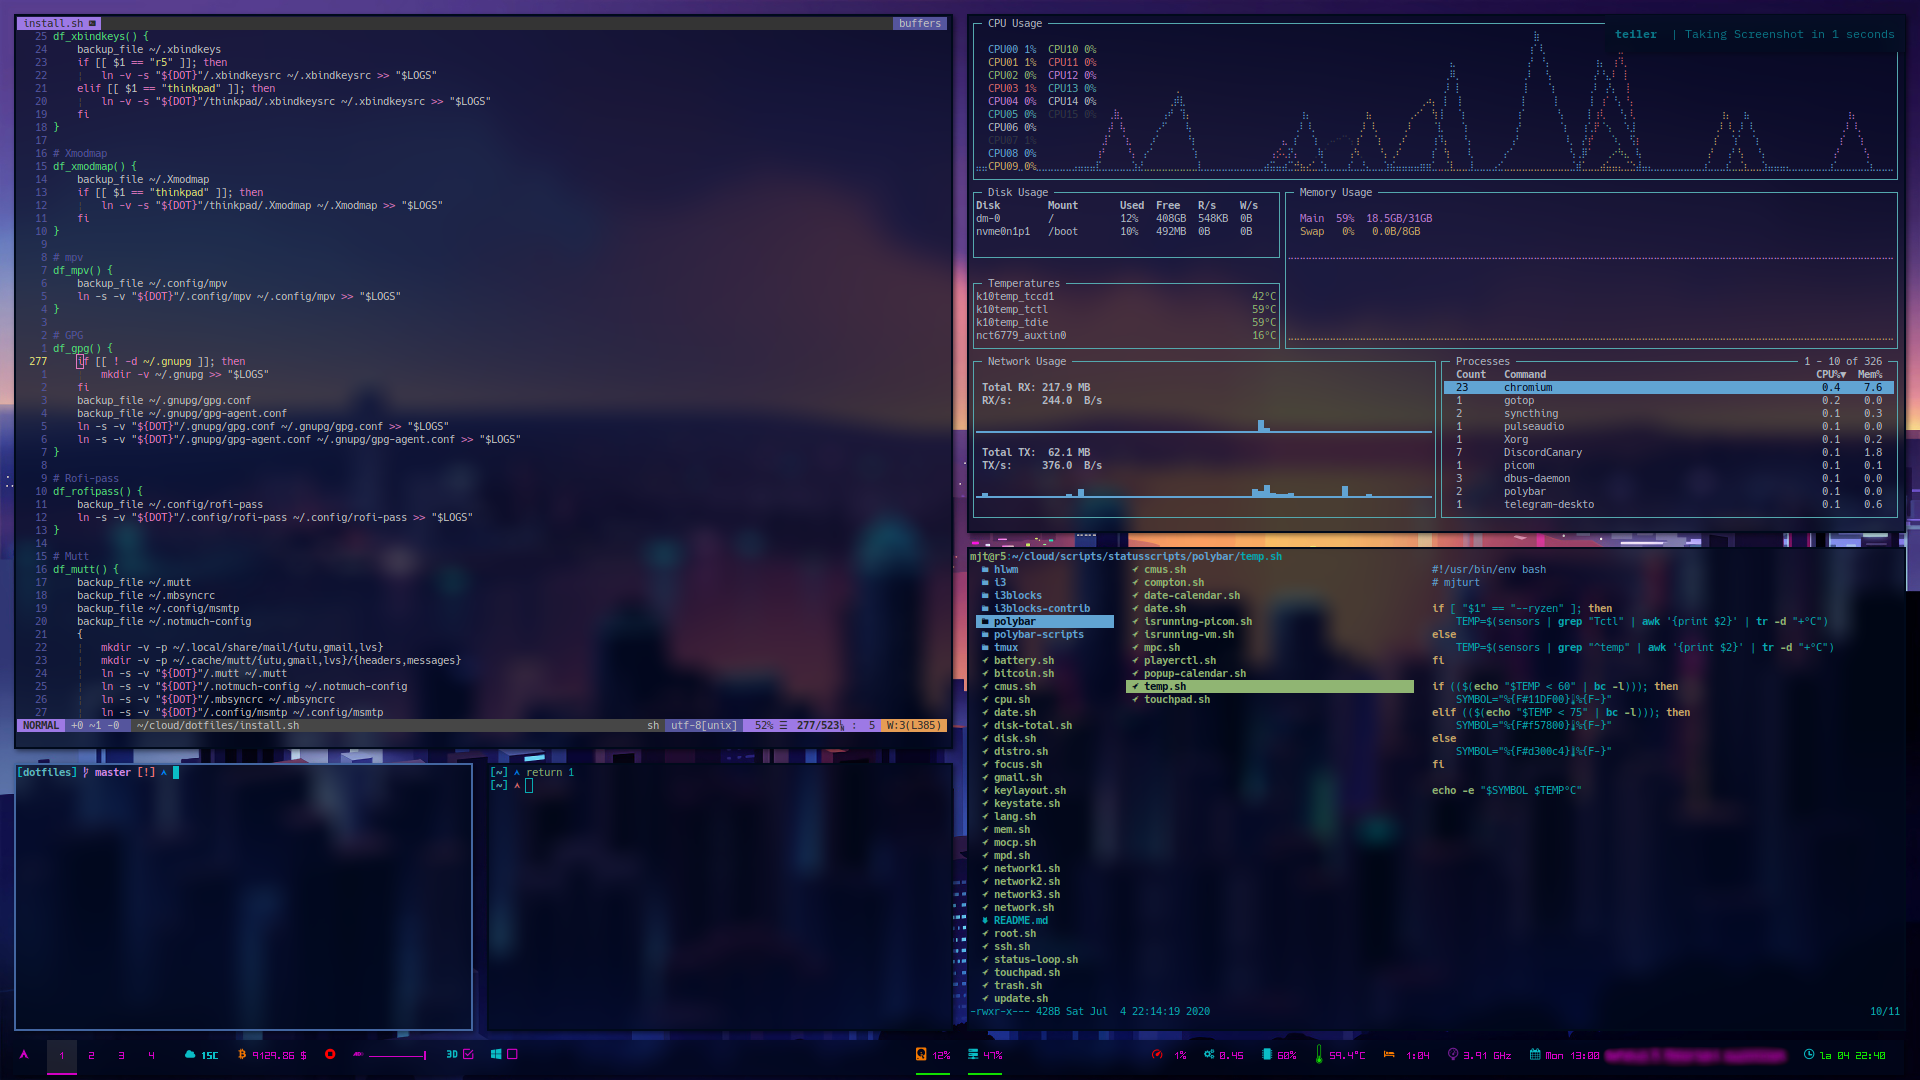 install.sh
buffers
25 df_xbindkeys() {
24 backup_file ~/.xbindkeys
23 if [[ $1 == "r5" ]]; then
22 ln -v -s "${DOT}"/.xbindkeysrc ~/.xbindkeysrc >> "$LOGS"
21 elif [[ $1 == "thinkpad" ]]; then
20 ln -v -s "${DOT}"/thinkpad/.xbindkeysrc ~/.xbindkeysrc >> "$LOGS"
19 fi
18 }
17
16 # Xmodmap
15 df_xmodmap() {
14 backup_file ~/.Xmodmap
13 if [[ $1 == "thinkpad" ]]; then
12 ln -v -s "${DOT}"/thinkpad/.Xmodmap ~/.Xmodmap >> "$LOGS"
11 fi
10 }
9
8 # mpv
7 df_mpv() {
6 backup_file ~/.config/mpv
5 ln -s -v "${DOT}"/.config/mpv ~/.config/mpv >> "$LOGS"
4 }
3
2 # GPG
1 df_gpg() {
277 if [[ ! -d ~/.gnupg ]]; then
1 mkdir -v ~/.gnupg >> "$LOGS"
2 fi
3 backup_file ~/.gnupg/gpg.conf
4 backup_file ~/.gnupg/gpg-agent.conf
5 ln -s -v "${DOT}"/.gnupg/gpg.conf ~/.gnupg/gpg.conf >> "$LOGS"
6 ln -s -v "${DOT}"/.gnupg/gpg-agent.conf ~/.gnupg/gpg-agent.conf >> "$LOGS"
7 }
8
9 # Rofi-pass
10 df_rofipass() {
11 backup_file ~/.config/rofi-pass
12 ln -s -v "${DOT}"/.config/rofi-pass ~/.config/rofi-pass >> "$LOGS"
13 }
14
15 # Mutt
16 df_mutt() {
17 backup_file ~/.mutt
18 backup_file ~/.mbsyncrc
19 backup_file ~/.config/msmtp
20 backup_file ~/.notmuch-config
21 {
22 mkdir -v -p ~/.local/share/mail/{utu,gmail,lvs}
23 mkdir -v -p ~/.cache/mutt/{utu,gmail,lvs}/{headers,messages}
24 ln -s -v "${DOT}"/.mutt ~/.mutt
25 ln -s -v "${DOT}"/.notmuch-config ~/.notmuch-config
26 ln -s -v "${DOT}"/.mbsyncrc ~/.mbsyncrc
27 ln -s -v "${DOT}"/.config/msmtp ~/.config/msmtp
NORMAL +0 ~1 -0 ~/cloud/dotfiles/install.sh sh utf-8[unix] 52% ☰ 277/523 : 5 W:3(L385)
[dotfiles] master [!]
[~] return 1
[~]
CPU Usage
teiler | Taking Screenshot in 1 seconds
CPU00 1% CPU10 0%
CPU01 1% CPU11 0%
CPU02 0% CPU12 0%
CPU03 1% CPU13 0%
CPU04 0% CPU14 0%
CPU05 0% CPU15 0%
CPU06 0%
CPU07 1%
CPU08 0%
CPU09 0%
Disk Usage
Disk Mount Used Free R/s W/s
dm-0 / 12% 408GB 548KB 0B
nvme0n1p1 /boot 10% 492MB 0B 0B
Memory Usage
Main 59% 18.5GB/31GB
Swap 0% 0.0B/8GB
Temperatures
k10temp_tccd1 42°C
k10temp_tctl 59°C
k10temp_tdie 59°C
nct6779_auxtin0 16°C
Network Usage
Total RX: 217.9 MB
RX/s: 244.0 B/s
Total TX: 62.1 MB
TX/s: 376.0 B/s
Processes 1 - 10 of 326
Count Command CPU%▼ Mem%
23 chromium 0.4 7.6
1 gotop 0.2 0.0
2 syncthing 0.1 0.3
1 pulseaudio 0.1 0.0
1 Xorg 0.1 0.2
7 DiscordCanary 0.1 1.8
1 picom 0.1 0.1
3 dbus-daemon 0.1 0.0
2 polybar 0.1 0.0
1 telegram-deskto 0.1 0.6
mjt@r5:~/cloud/scripts/statusscripts/polybar/temp.sh
hlwm
i3
i3blocks
i3blocks-contrib
polybar
polybar-scripts
tmux
battery.sh
bitcoin.sh
cmus.sh
cpu.sh
date.sh
disk-total.sh
disk.sh
distro.sh
focus.sh
gmail.sh
keylayout.sh
keystate.sh
lang.sh
mem.sh
mocp.sh
mpd.sh
network1.sh
network2.sh
network3.sh
network.sh
README.md
root.sh
ssh.sh
status-loop.sh
touchpad.sh
trash.sh
update.sh
cmus.sh
compton.sh
date-calendar.sh
date.sh
isrunning-picom.sh
isrunning-vm.sh
mpc.sh
playerctl.sh
popup-calendar.sh
temp.sh
touchpad.sh
#!/usr/bin/env bash
# mjturt
if [ "$1" == "--ryzen" ]; then
TEMP=$(sensors | grep "Tctl" | awk '{print $2}' | tr -d "+°C")
else
TEMP=$(sensors | grep "^temp" | awk '{print $2}' | tr -d "+°C")
fi
if (($(echo "$TEMP < 60" | bc -l))); then
SYMBOL="%{F#11DF00}%{F-}"
elif (($(echo "$TEMP < 75" | bc -l))); then
SYMBOL="%{F#f57800}%{F-}"
else
SYMBOL="%{F#d300c4}%{F-}"
fi
echo -e "$SYMBOL $TEMP°C"
-rwxr-x--- 428B Sat Jul 4 22:14:19 2020 10/11
1 2 3 4 15C 9129.86 $ 3D 12% 47% 1% 0.45 60% 59.4°C 1:04 3.91 GHz Mon 13:00 la 04 22:40